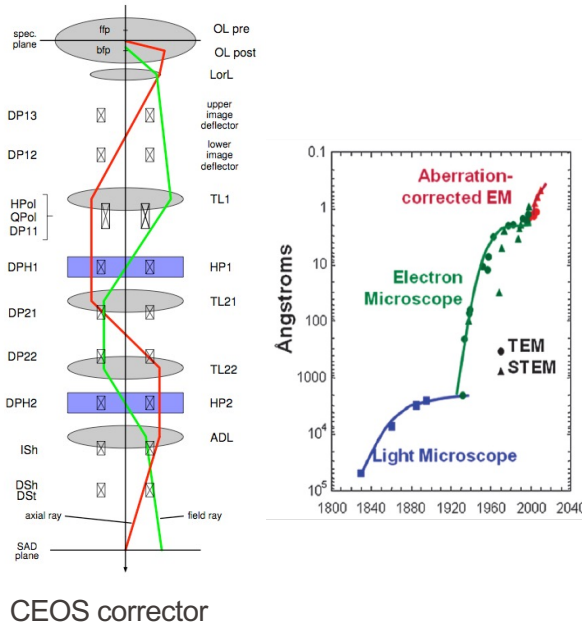 spec.
plane
ffp
bfp
OL pre
OL post
LorL
DP13
upper
image
deflector
DP12
lower
image
deflector
HPol
QPol
DP11
TL1
DPH1
HP1
TL21
DP21
DP22
TL22
DPH2
HP2
ADL
ISh
DSh
DSt
axial ray
field ray
SAD
plane
CEOS corrector
Ångstroms
0.1
1
10
100
1000
10⁴
10⁵
Aberration-
corrected EM
Electron
Microscope
TEM
STEM
Light Microscope
1800 1840 1880 1920 1960 2000 2040